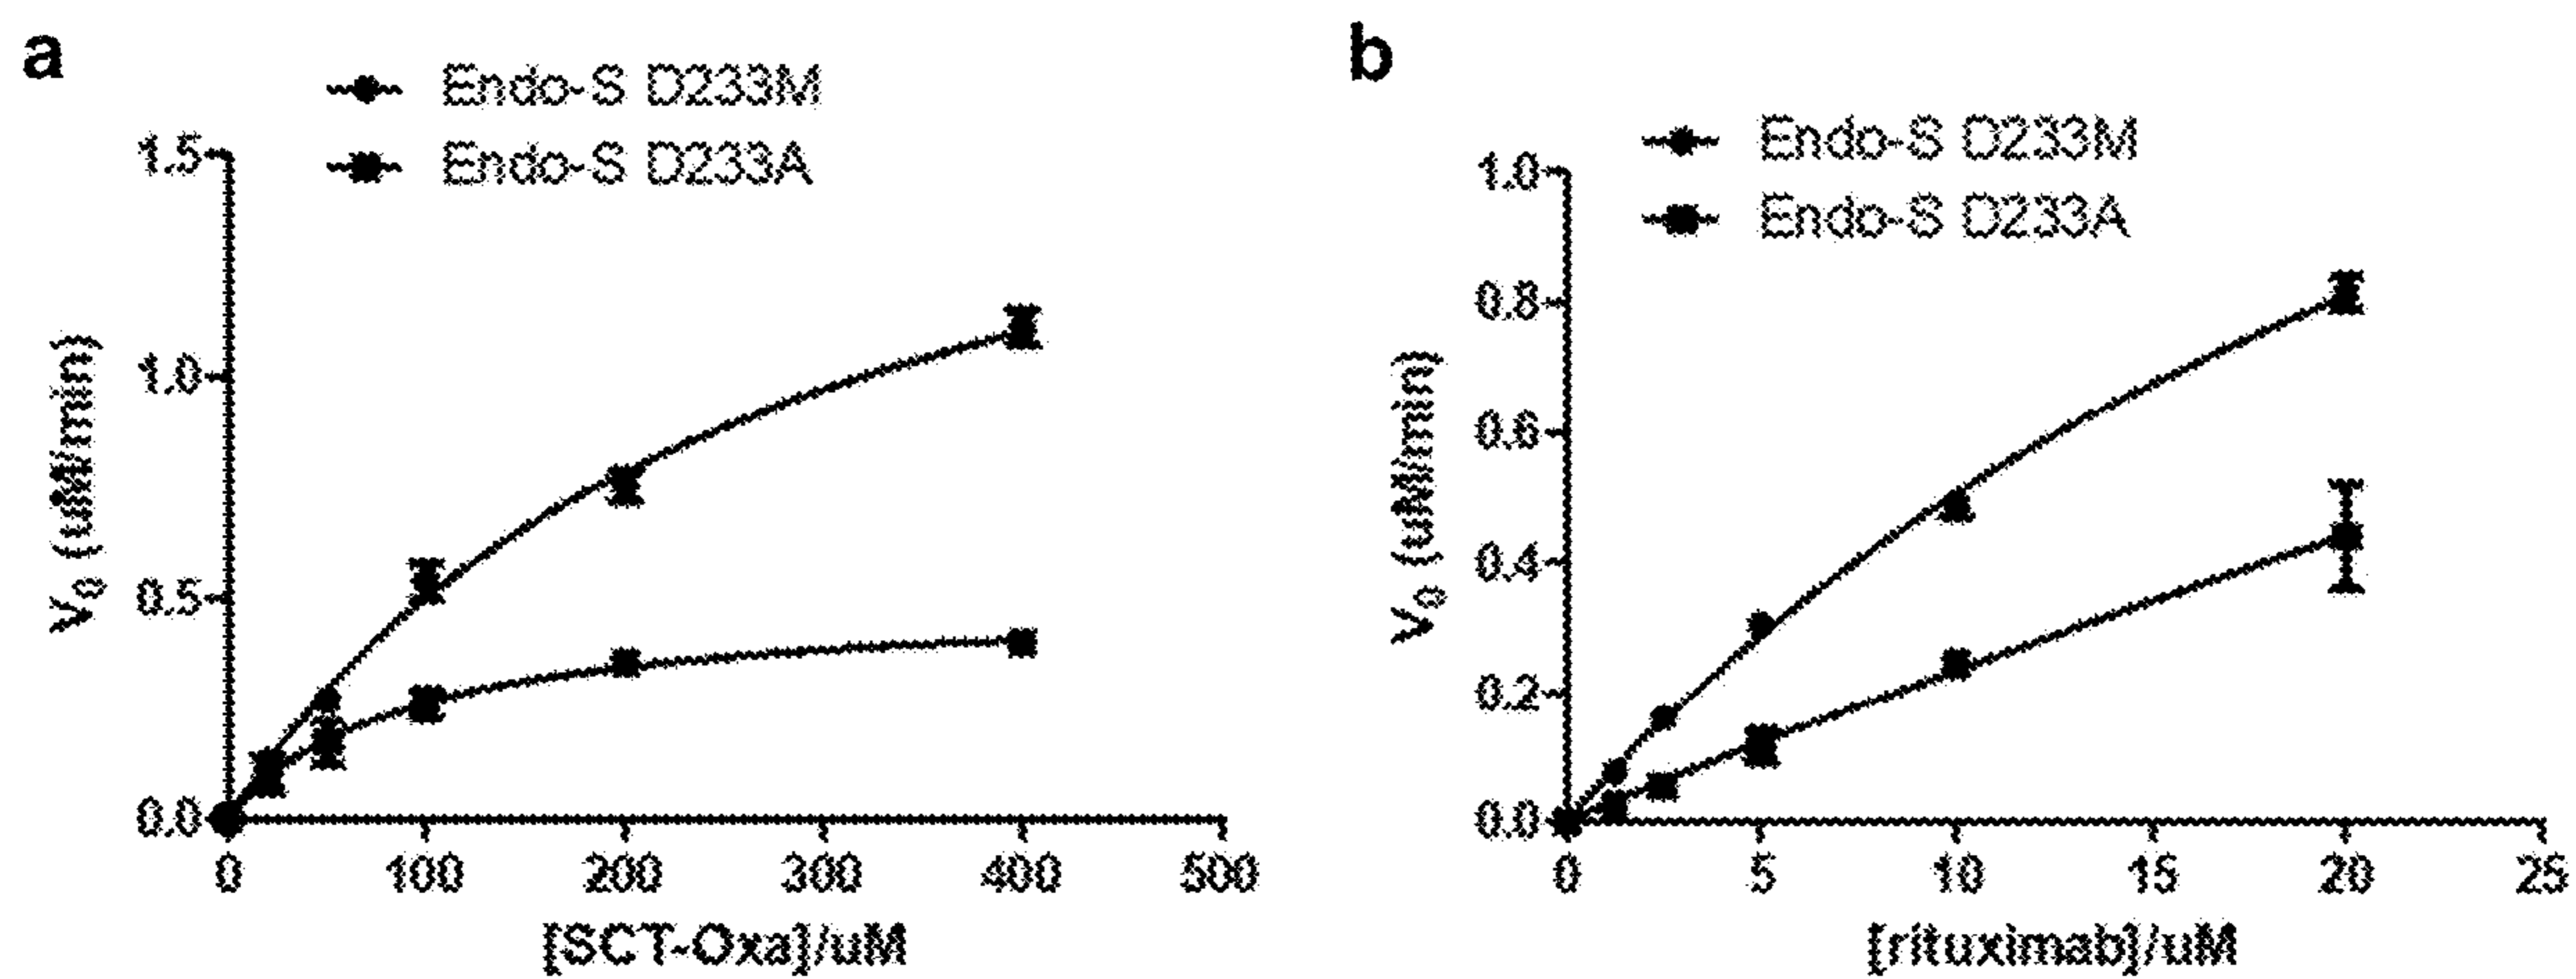 a
Endo-S D233M
Endo-S D233A
1.5
1.0
0.5
0.0
V₀ (uM/min)
0 100 200 300 400 500
[SCT-Oxa]/uM
b
Endo-S D233M
Endo-S D233A
1.0
0.8
0.6
0.4
0.2
0.0
V₀ (uM/min)
0 5 10 15 20 25
[rituximab]/uM